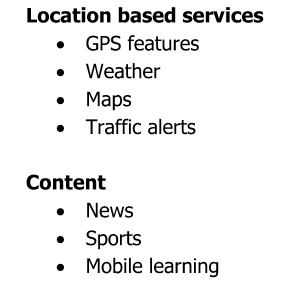 Location based services
• GPS features
• Weather
• Maps
• Traffic alerts
Content
• News
• Sports
• Mobile learning